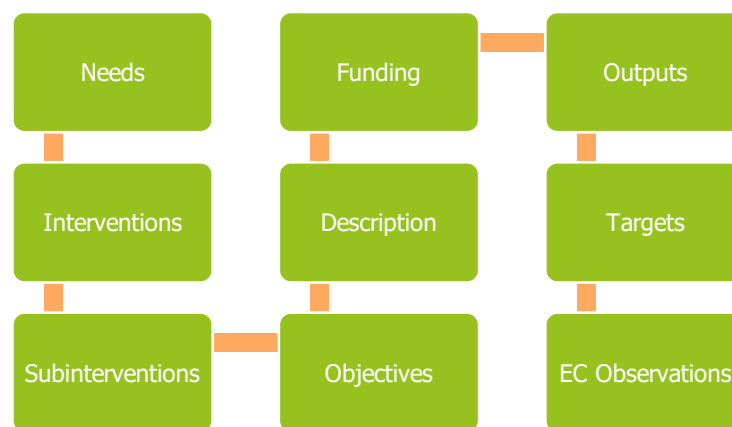 Needs
Interventions
Subinterventions
Objectives
Description
Funding
Outputs
Targets
EC Observations